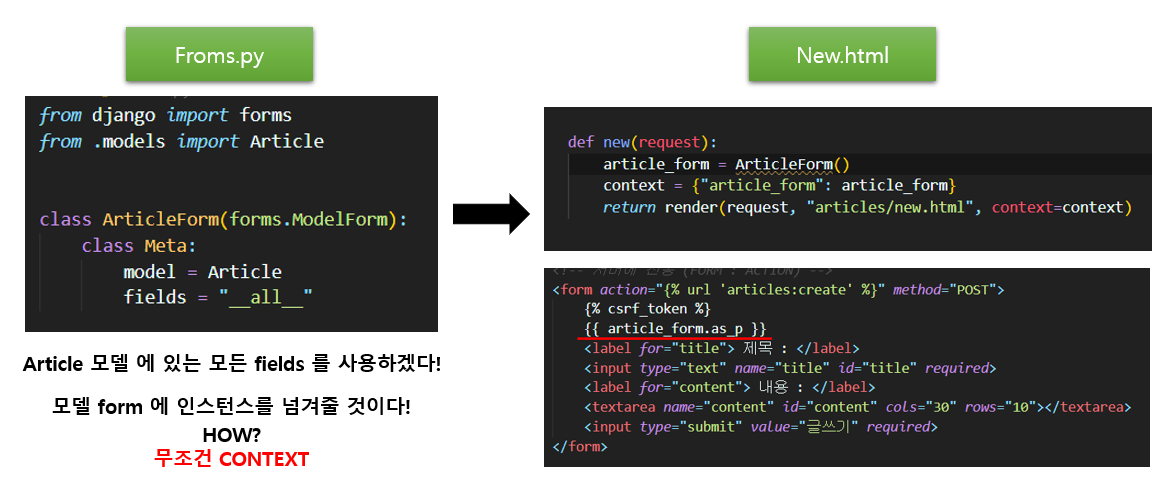 Froms.py
from django import forms
from .models import Article
class ArticleForm(forms.ModelForm):
class Meta:
model = Article
fields = "__all__"
Article 모델 에 있는 모든 fields 를 사용하겠다!
모델 form 에 인스턴스를 넘겨줄 것이다!
HOW?
무조건 CONTEXT
New.html
def new(request):
article_form = ArticleForm()
context = {"article_form": article_form}
return render(request, "articles/new.html", context=context)
(FORM : ACTION) -->
<form action="{% url 'articles:create' %}" method="POST">
{% csrf_token %}
{{ article_form.as_p }}
<label for="title"> 제목 : </label>
<input type="text" name="title" id="title" required>
<label for="content"> 내용 : </label>
<textarea name="content" id="content" cols="30" rows="10"></textarea>
<input type="submit" value="글쓰기" required>
</form>